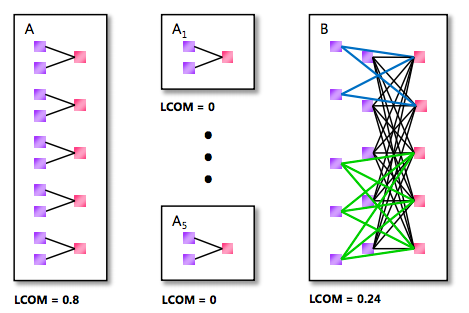 A
A1
B
LCOM = 0
A5
LCOM = 0.8
LCOM = 0
LCOM = 0.24